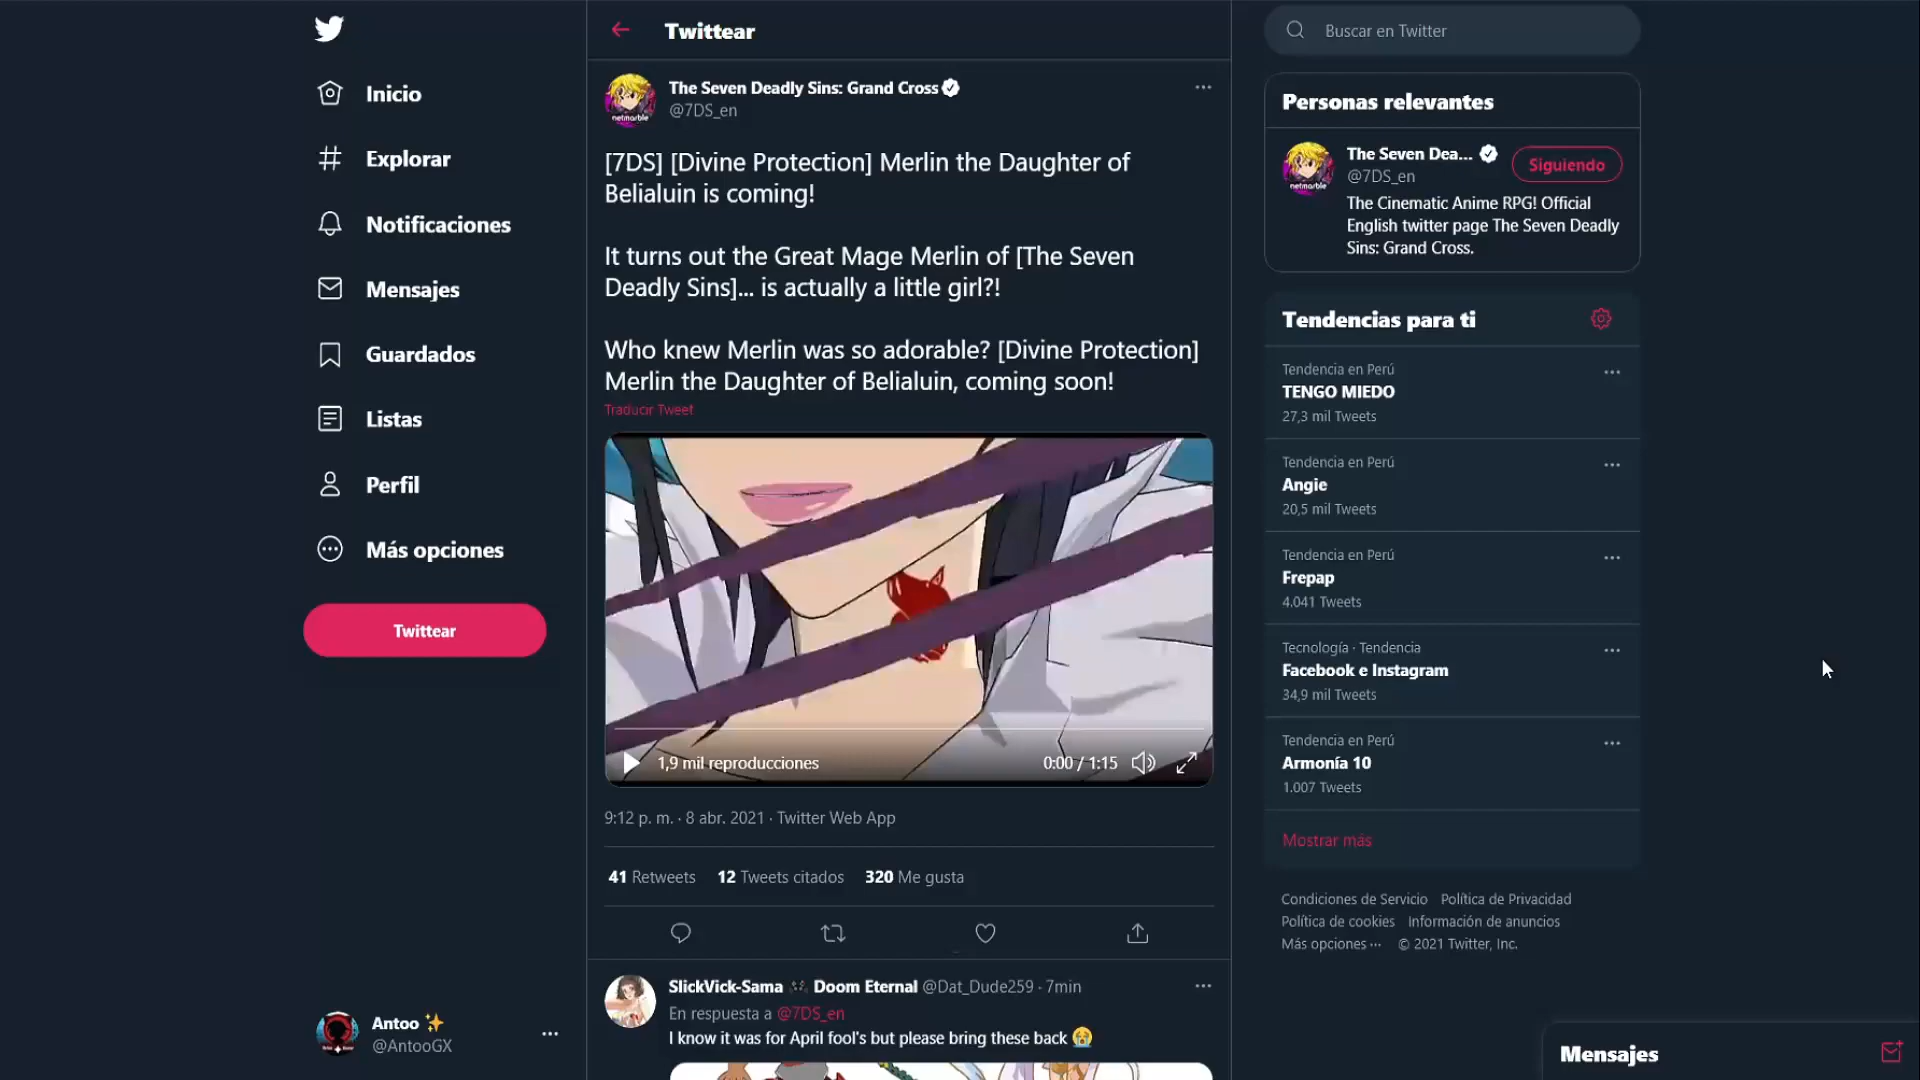 Inicio
Explorar
Notificaciones
Mensajes
Guardados
Listas
Perfil
Más opciones
Twittear
Antoo ✨
@AntooGX
Twittear
The Seven Deadly Sins: Grand Cross
@7DS_en
netmarble
[7DS] [Divine Protection] Merlin the Daughter of
Belialuin is coming!
It turns out the Great Mage Merlin of [The Seven
Deadly Sins]... is actually a little girl?!
Who knew Merlin was so adorable? [Divine Protection]
Merlin the Daughter of Belialuin, coming soon!
Traducir Tweet
1,9 mil reproducciones
0:00 / 1:15
9:12 p. m. · 8 abr. 2021 · Twitter Web App
41 Retweets 12 Tweets citados 320 Me gusta
SlickVick-Sama 🎮 Doom Eternal @Dat_Dude259 · 7min
En respuesta a @7DS_en
I know it was for April fool's but please bring these back 😭
Buscar en Twitter
Personas relevantes
The Seven Dea...
@7DS_en
netmarble
Siguiendo
The Cinematic Anime RPG! Official
English twitter page The Seven Deadly
Sins: Grand Cross.
Tendencias para ti
Tendencia en Perú
TENGO MIEDO
27,3 mil Tweets
Tendencia en Perú
Angie
20,5 mil Tweets
Tendencia en Perú
Frepap
4.041 Tweets
Tecnología · Tendencia
Facebook e Instagram
34,9 mil Tweets
Tendencia en Perú
Armonía 10
1.007 Tweets
Mostrar más
Condiciones de Servicio Política de Privacidad
Política de cookies Información de anuncios
Más opciones ··· © 2021 Twitter, Inc.
Mensajes